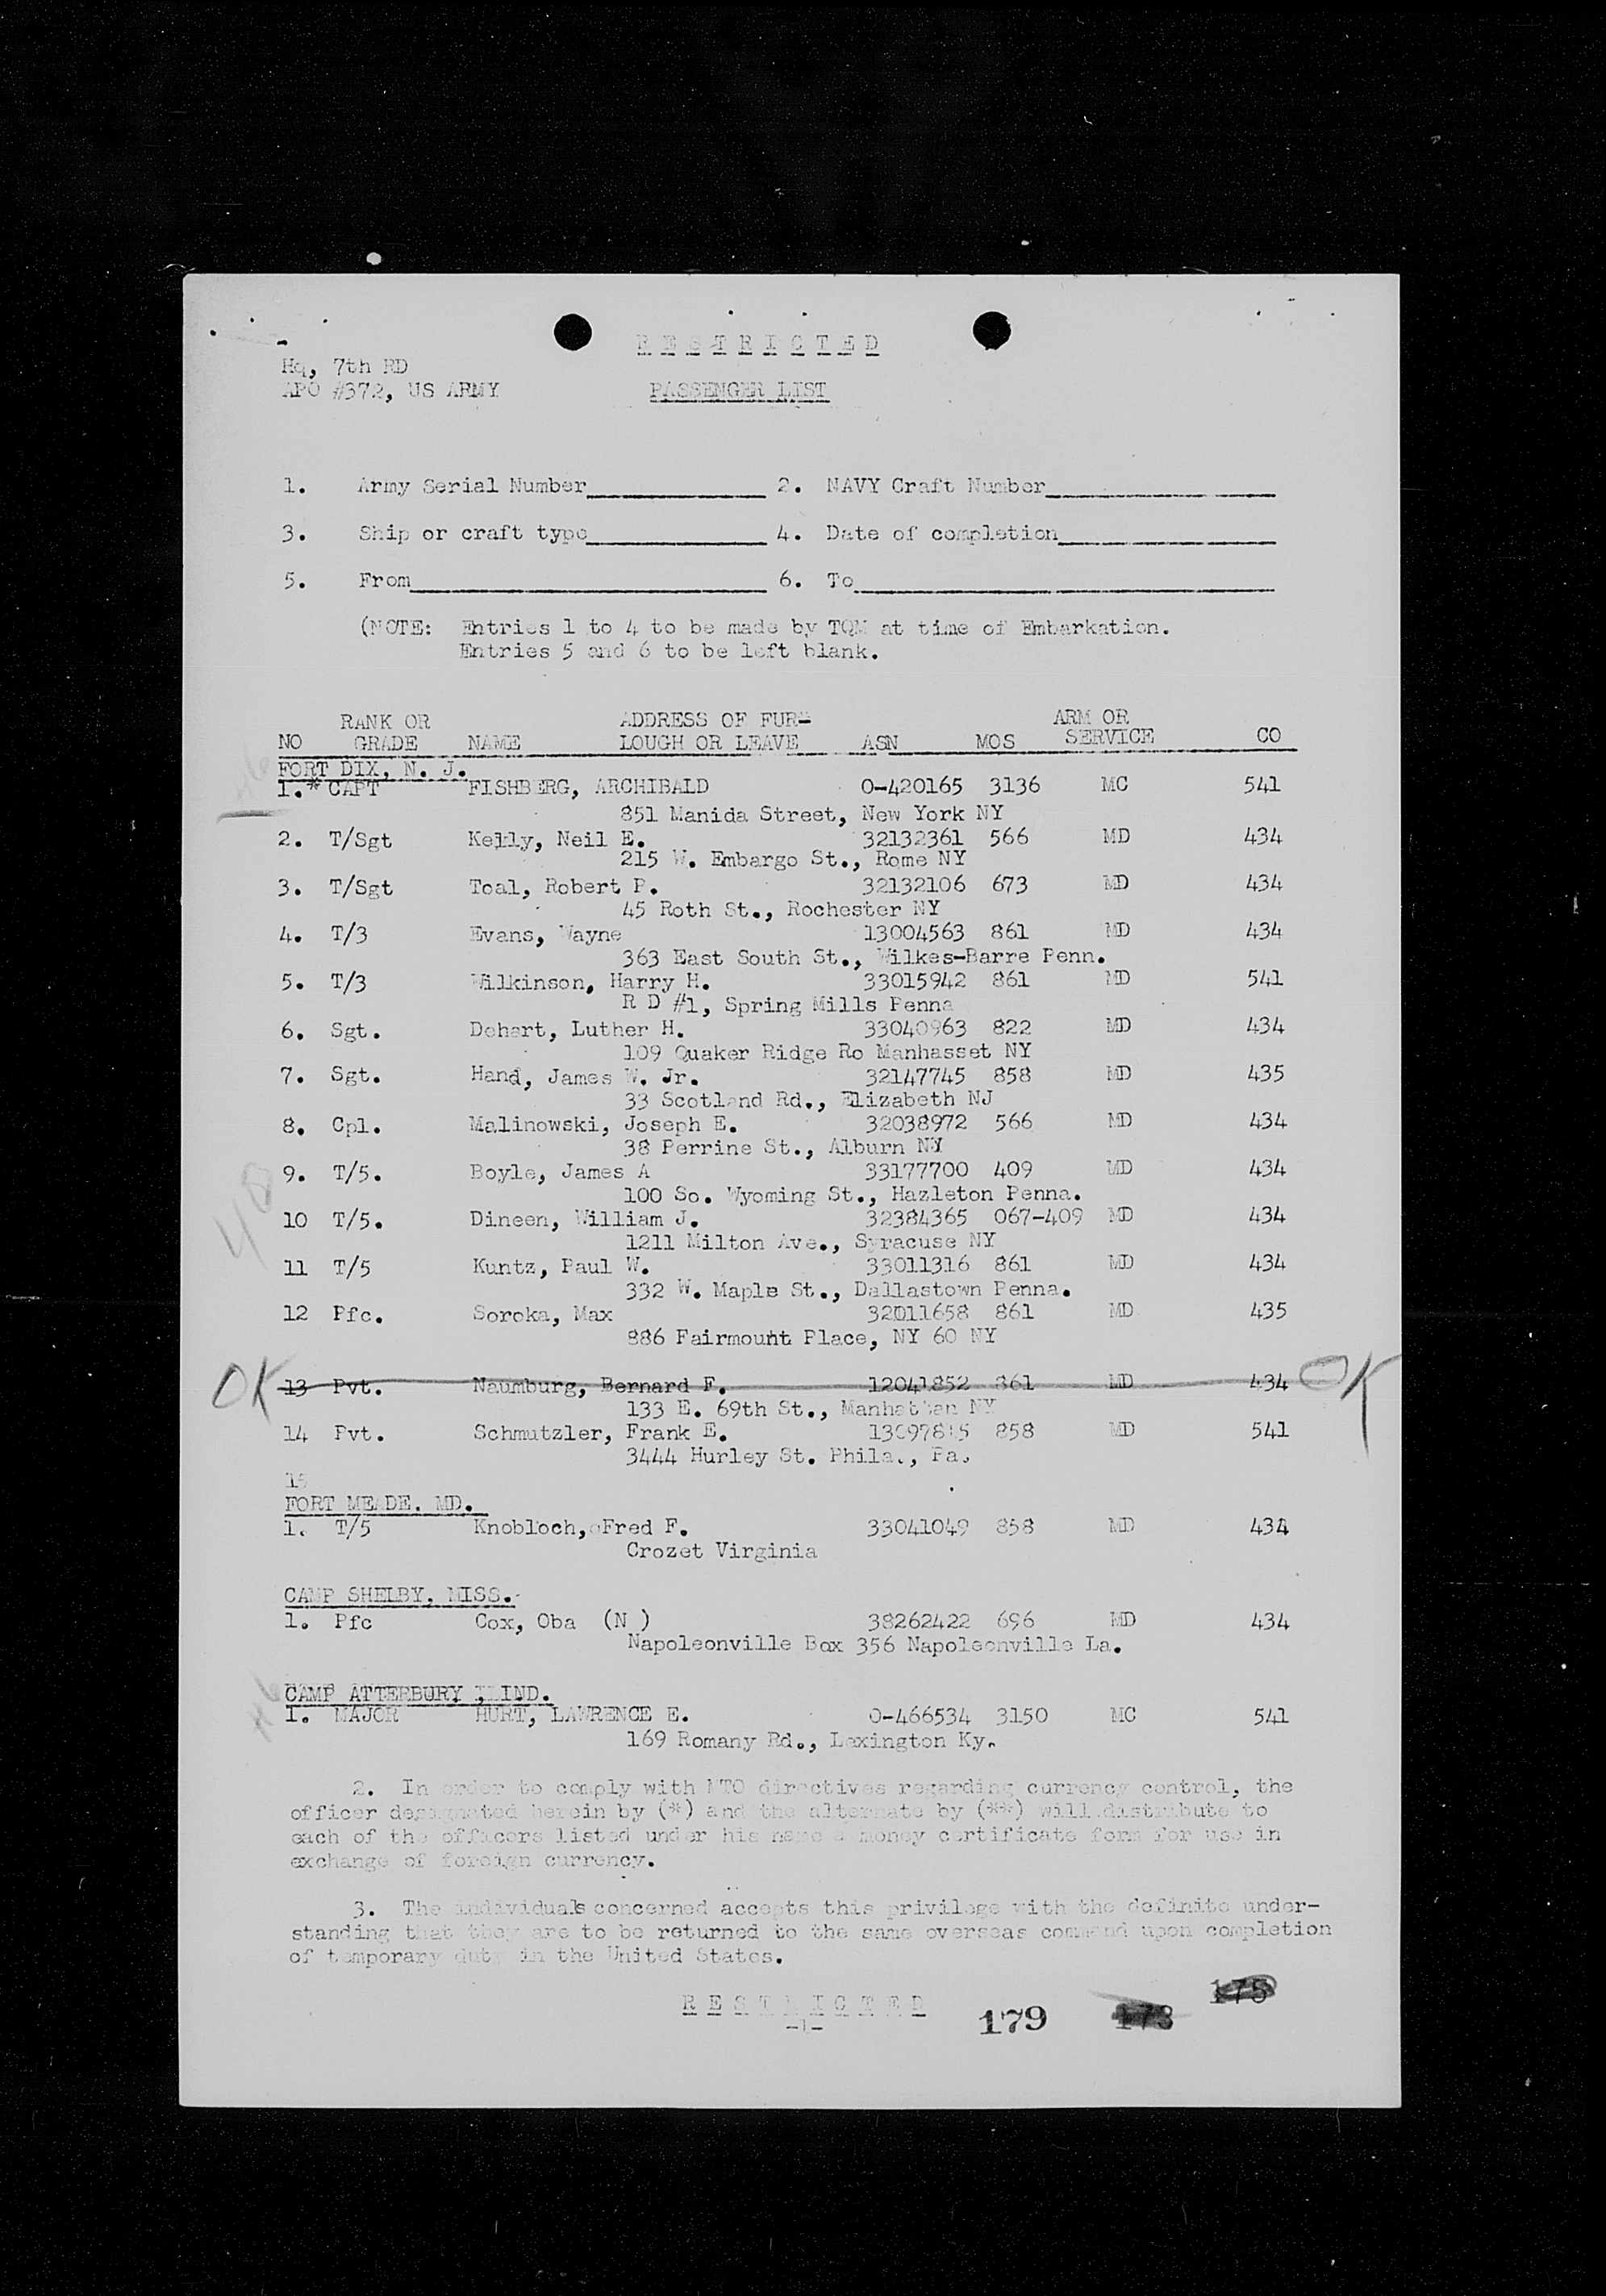 R E S T R I C T E D
Hq, 7th RD
APO #372, US ARMY PASSENGER LIST
1. Army Serial Number 2. NAVY Craft Number
3. Ship or craft type 4. Date of completion
5. From 6. To
(NOTE: Entries 1 to 4 to be made by TQM at time of Embarkation.
Entries 5 and 6 to be left blank.
RANK OR ADDRESS OF FUR- ARM OR
NO GRADE NAME LOUGH OR LEAVE ASN MOS SERVICE CO
FORT DIX, N. J.
1.* CAPT FISHBERG, ARCHIBALD O-420165 3136 MC 541
851 Manida Street, New York NY
2. T/Sgt Kelly, Neil E. 32132361 566 MD 434
215 W. Embargo St., Rome NY
3. T/Sgt Toal, Robert P. 32132106 673 MD 434
45 Roth St., Rochester NY
4. T/3 Evans, Wayne 13004563 861 MD 434
363 East South St., Wilkes-Barre Penn.
5. T/3 Wilkinson, Harry H. 33015942 861 MD 541
R D #1, Spring Mills Penna
6. Sgt. Dehart, Luther H. 33040963 822 MD 434
109 Quaker Ridge Ro Manhasset NY
7. Sgt. Hand, James W. Jr. 32147745 858 MD 435
33 Scotland Rd., Elizabeth NJ
8. Cpl. Malinowski, Joseph E. 32038972 566 MD 434
38 Perrine St., Alburn NY
9. T/5. Boyle, James A 33177700 409 MD 434
100 So. Wyoming St., Hazleton Penna.
48
10 T/5. Dineen, William J. 32384365 067-409 MD 434
1211 Milton Ave., Syracuse NY
11 T/5 Kuntz, Paul W. 33011316 861 MD 434
332 W. Maple St., Dallastown Penna.
12 Pfc. Soroka, Max 32011658 861 MD 435
886 Fairmount Place, NY 60 NY
OK 13 Pvt. Naumburg, Bernard F. 12041852 861 MD 434 OK
133 E. 69th St., Manhattan NY
14 Pvt. Schmutzler, Frank E. 858 MD 541
3444 Hurley St. Phila., Pa.
15
FORT MEADE, MD.
1. T/5 Knobloch, Fred F. 33041049 858 MD 434
Crozet Virginia
CAMP SHELBY, MISS.
1. Pfc Cox, Oba (N ) 38262422 696 MD 434
Napoleonville Box 356 Napoleonville La.
CAMP ATTERBURY , IND.
1. MAJOR HURT, LAWRENCE E. O-466534 3150 MC 541
169 Romany Rd., Lexington Ky.
2. In order to comply with MTO directives regarding currency control, the
officer designated herein by (*) and the alternate by (**) will distribute to
each of the officers listed under his name a money certificate form for use in
exchange of foreign currency.
3. The individuals concerned accepts this privilege with the definite under-
standing that they are to be returned to the same overseas command upon completion
of temporary duty in the United States.
R E S T R I C T E D
-1-
179 178 175